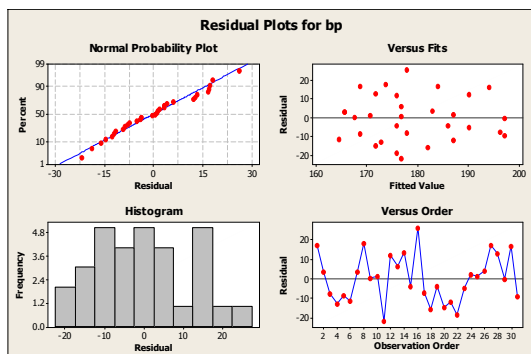 Residual Plots for bp
Normal Probability Plot
99
90
50
10
1
Percent
-30 -15 0 15 30
Residual
Versus Fits
20
10
0
-10
-20
Residual
160 170 180 190 200
Fitted Value
Histogram
4.8
3.6
2.4
1.2
0.0
Frequency
-20 -10 0 10 20
Residual
Versus Order
20
10
0
-10
-20
Residual
2 4 6 8 10 12 14 16 18 20 22 24 26 28 30
Observation Order